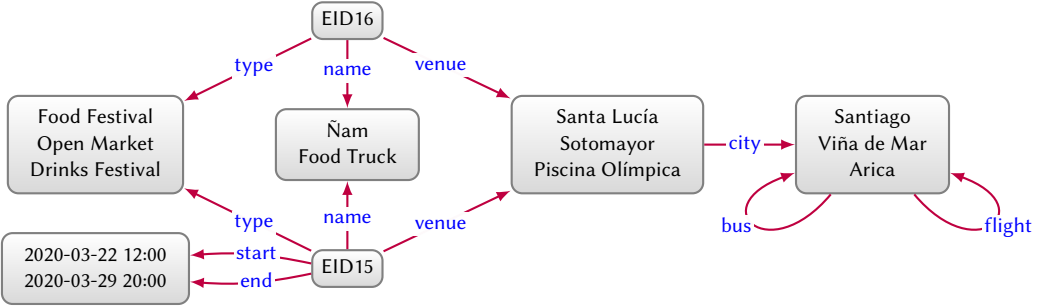 EID16
type
name
venue
Food Festival
Open Market
Drinks Festival
Ñam
Food Truck
Santa Lucía
Sotomayor
Piscina Olímpica
city
Santiago
Viña de Mar
Arica
type
name
venue
bus
flight
2020-03-22 12:00
2020-03-29 20:00
start
end
EID15